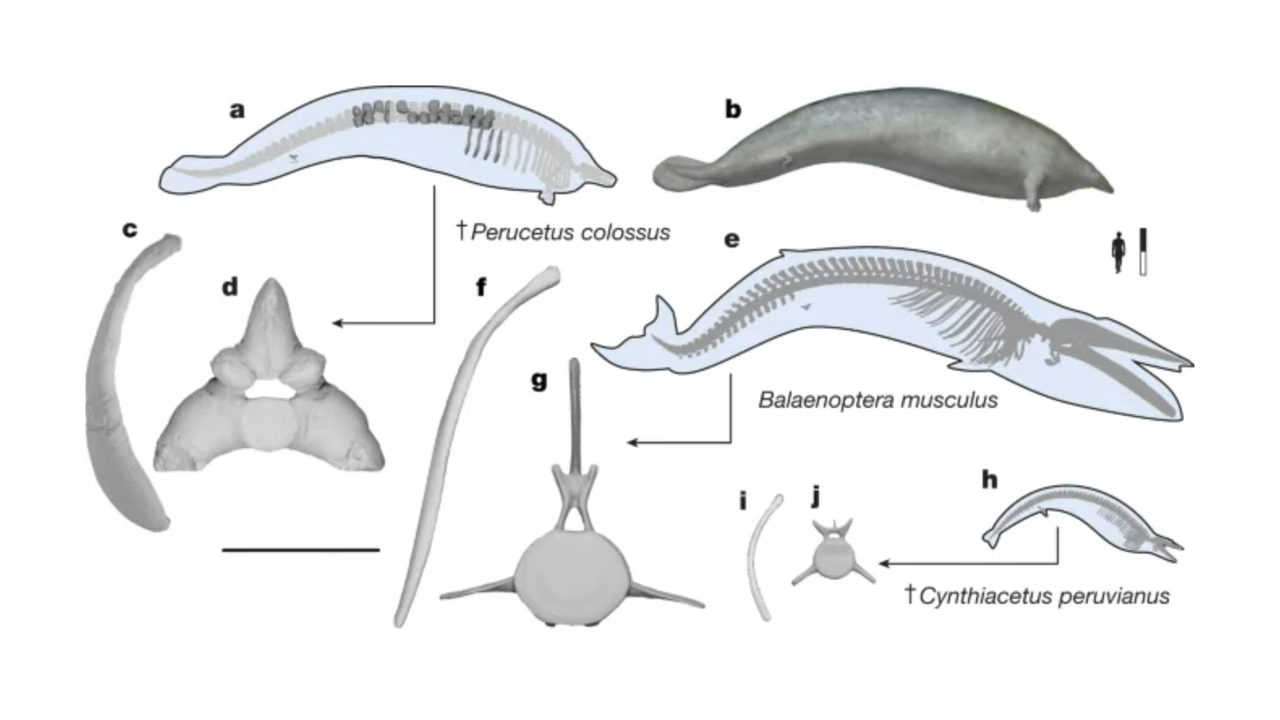 a
b
c
† Perucetus colossus
e
d
f
g
Balaenoptera musculus
h
i
j
† Cynthiacetus peruvianus